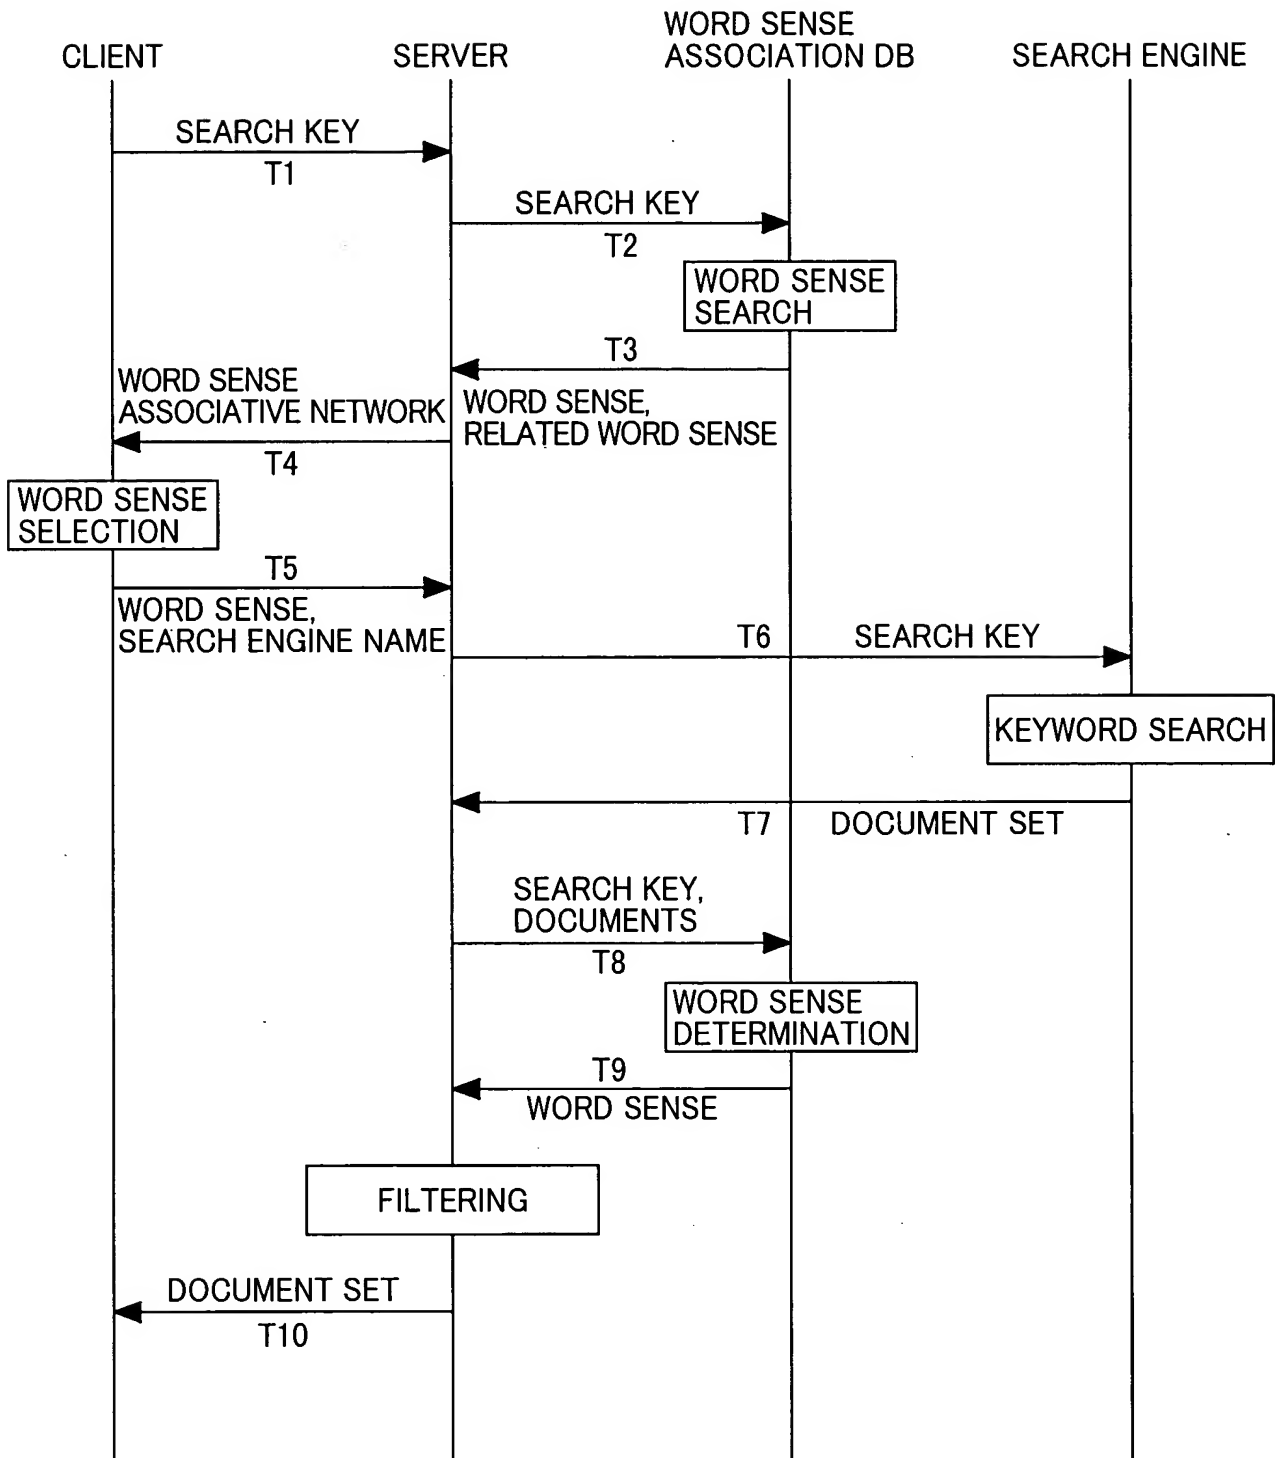 CLIENT
SERVER
WORD SENSE
ASSOCIATION DB
SEARCH ENGINE
SEARCH KEY
T1
SEARCH KEY
T2
WORD SENSE
SEARCH
T3
WORD SENSE,
RELATED WORD SENSE
WORD SENSE
ASSOCIATIVE NETWORK
T4
WORD SENSE
SELECTION
T5
WORD SENSE,
SEARCH ENGINE NAME
T6
SEARCH KEY
KEYWORD SEARCH
T7
DOCUMENT SET
SEARCH KEY,
DOCUMENTS
T8
WORD SENSE
DETERMINATION
T9
WORD SENSE
FILTERING
DOCUMENT SET
T10